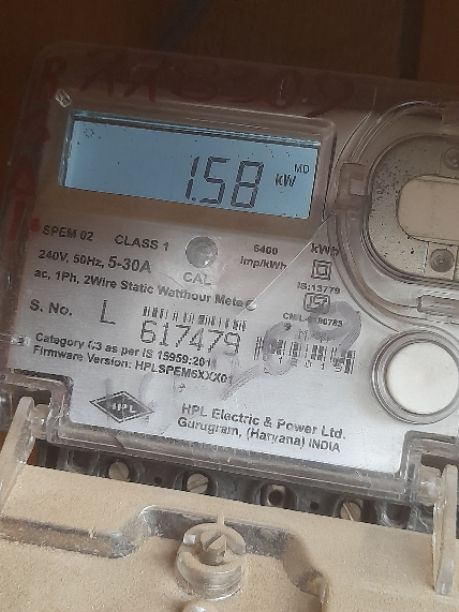 1.58 kW MD
SPEM 02 CLASS 1 6400 kWh
imp/kWh
240V, 50Hz, 5-30A
CAL
IS:13779
ac, 1Ph, 2Wire Static Watthour Meter
S. No. L 617479
Category C3 as per IS 15959:2011
Firmware Version: HPLSPEM6XXX01
HPL
HPL Electric & Power Ltd.
Gurugram, (Haryana) INDIA